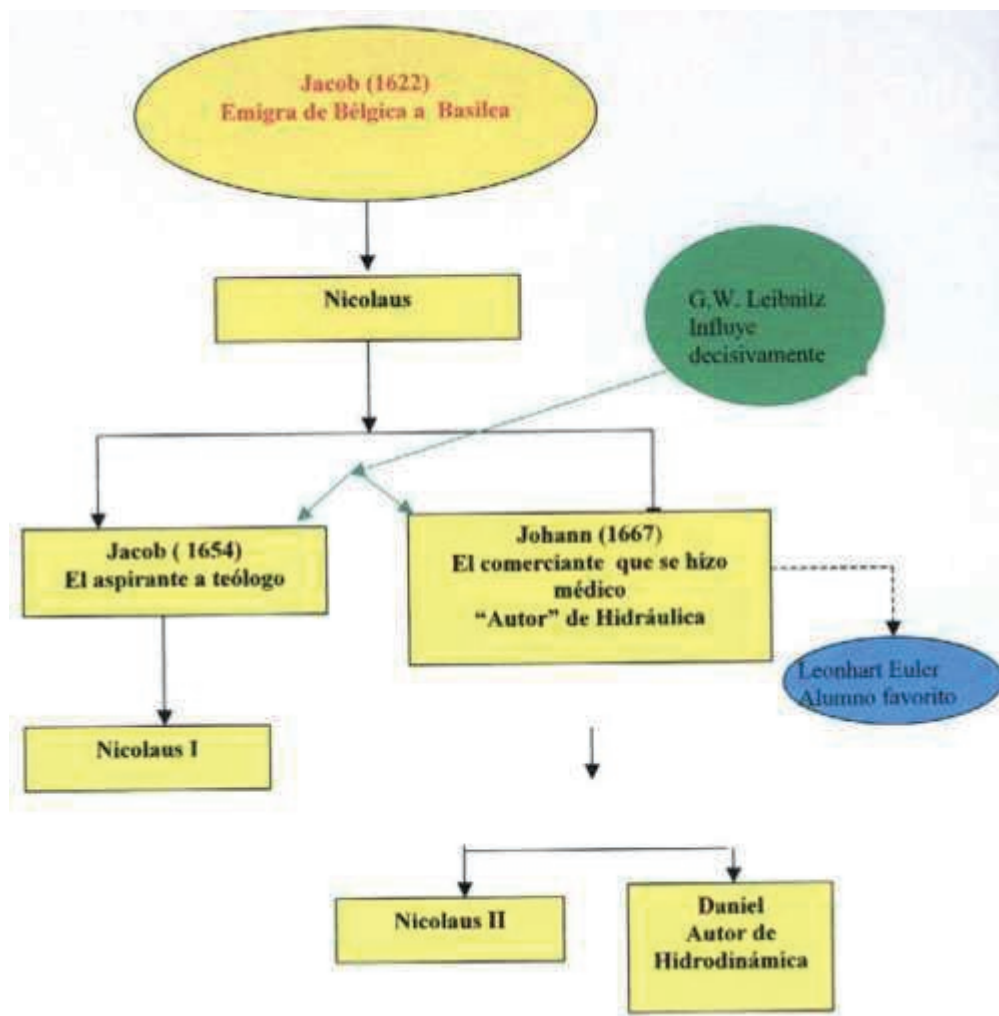 Jacob (1622)
Emigra de Bélgica a Basilea
Nicolaus
G.W. Leibnitz
Influye
decisivamente
Jacob ( 1654)
El aspirante a teólogo
Johann (1667)
El comerciante que se hizo
médico
“Autor” de Hidráulica
Leonhart Euler
Alumno favorito
Nicolaus I
Nicolaus II
Daniel
Autor de
Hidrodinámica